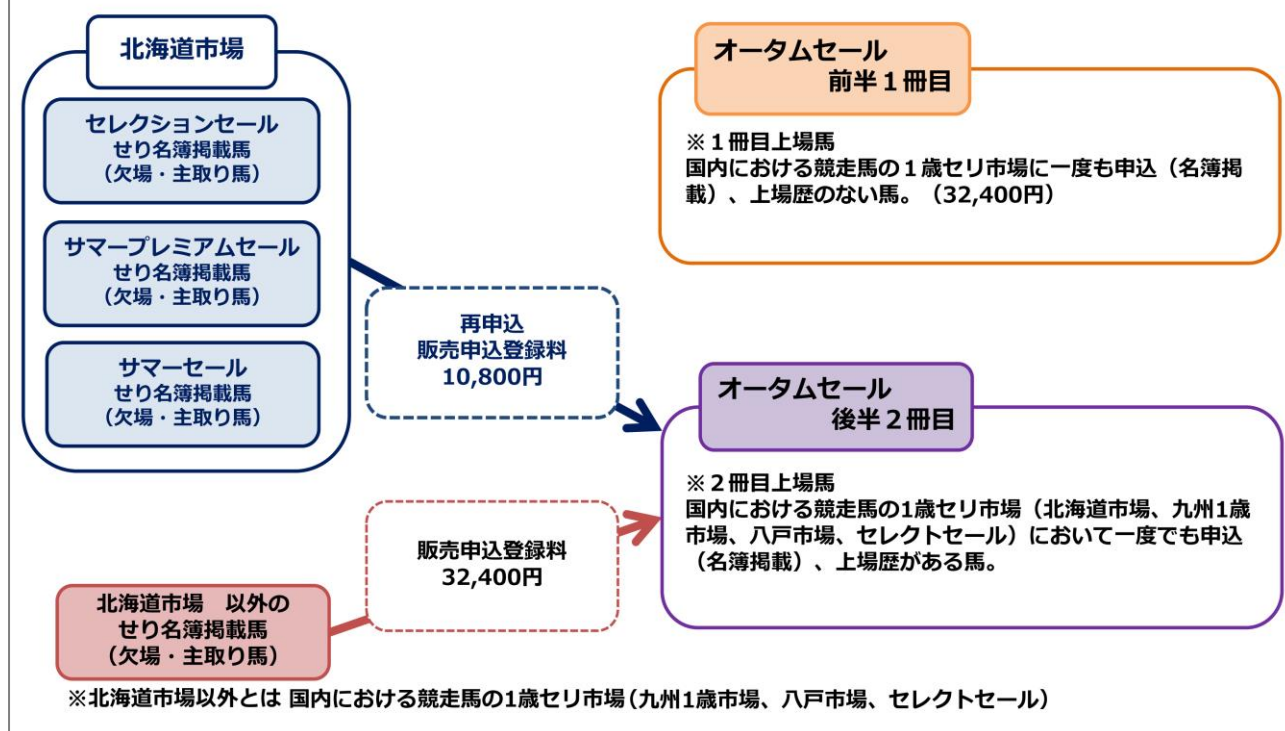 北海道市場
セレクションセール
せり名簿掲載馬
(欠場・主取り馬)
サマープレミアムセール
せり名簿掲載馬
(欠場・主取り馬)
サマーセール
せり名簿掲載馬
(欠場・主取り馬)
再申込
販売申込登録料
10,800円
販売申込登録料
32,400円
北海道市場　以外の
せり名簿掲載馬
(欠場・主取り馬)
オータムセール
前半１冊目
※１冊目上場馬
国内における競走馬の１歳セリ市場に一度も申込（名簿掲
載）、上場歴のない馬。（32,400円）
オータムセール
後半２冊目
※２冊目上場馬
国内における競走馬の1歳セリ市場（北海道市場、九州1歳
市場、八戸市場、セレクトセール）において一度でも申込
（名簿掲載）、上場歴がある馬。
※北海道市場以外とは 国内における競走馬の1歳セリ市場(九州1歳市場、八戸市場、セレクトセール)